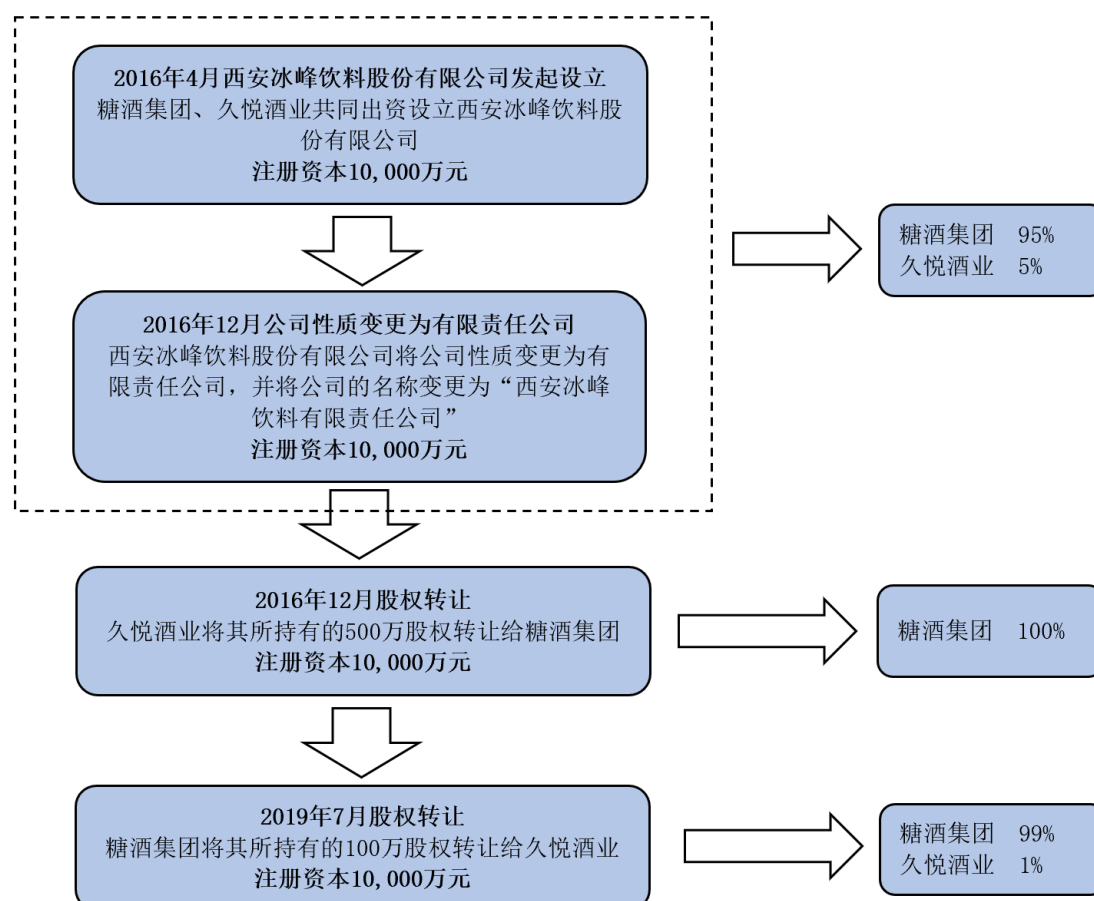 2016年4月西安冰峰饮料股份有限公司发起设立
糖酒集团、久悦酒业共同出资设立西安冰峰饮料股
份有限公司
注册资本10,000万元
糖酒集团 95%
久悦酒业 5%
2016年12月公司性质变更为有限责任公司
西安冰峰饮料股份有限公司将公司性质变更为有
限责任公司，并将公司的名称变更为“西安冰峰
饮料有限责任公司”
注册资本10,000万元
2016年12月股权转让
久悦酒业将其所持有的500万股权转让给糖酒集团
注册资本10,000万元
糖酒集团 100%
2019年7月股权转让
糖酒集团将其所持有的100万股权转让给久悦酒业
注册资本10,000万元
糖酒集团 99%
久悦酒业 1%